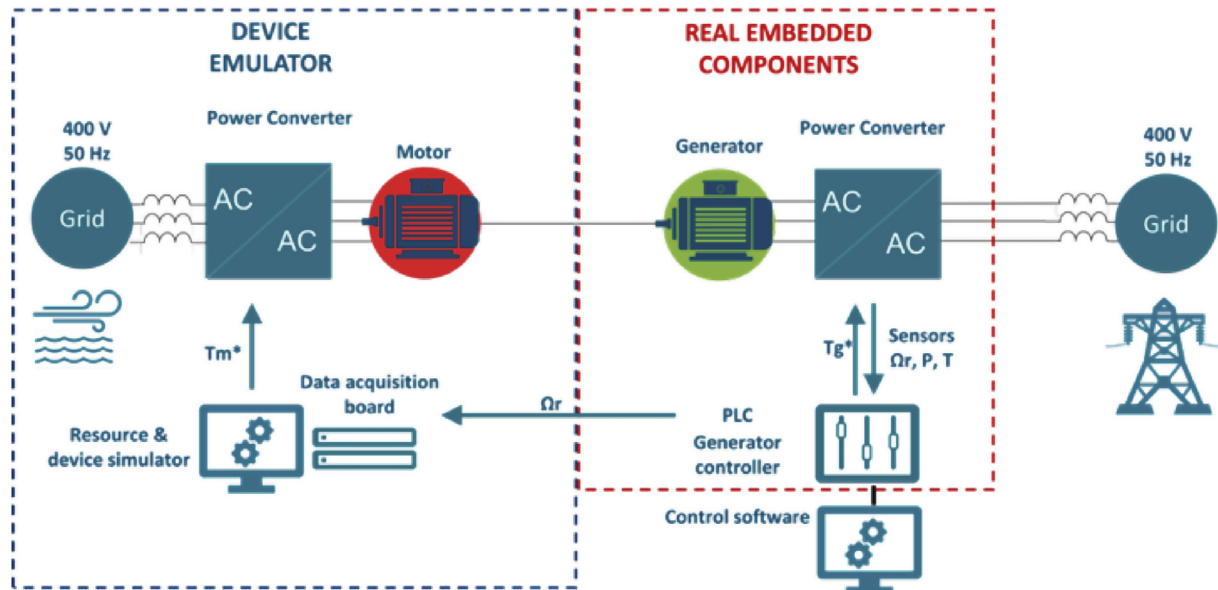 DEVICE
EMULATOR
REAL EMBEDDED
COMPONENTS
400 V
50 Hz
Power Converter
Motor
Generator
Power Converter
400 V
50 Hz
Grid
AC
AC
AC
AC
Grid
Tm*
Tg*
Sensors
Ωr, P, T
Data acquisition
board
Ωr
Resource &
device simulator
PLC
Generator
controller
Control software